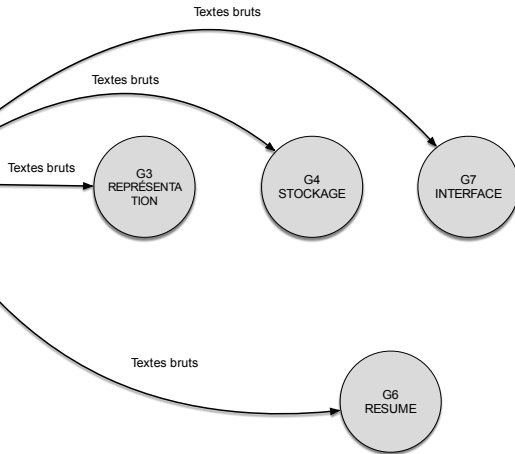 Textes bruts
Textes bruts
Textes bruts
G3
REPRÉSENTA
TION
G4
STOCKAGE
G7
INTERFACE
Textes bruts
G6
RESUME